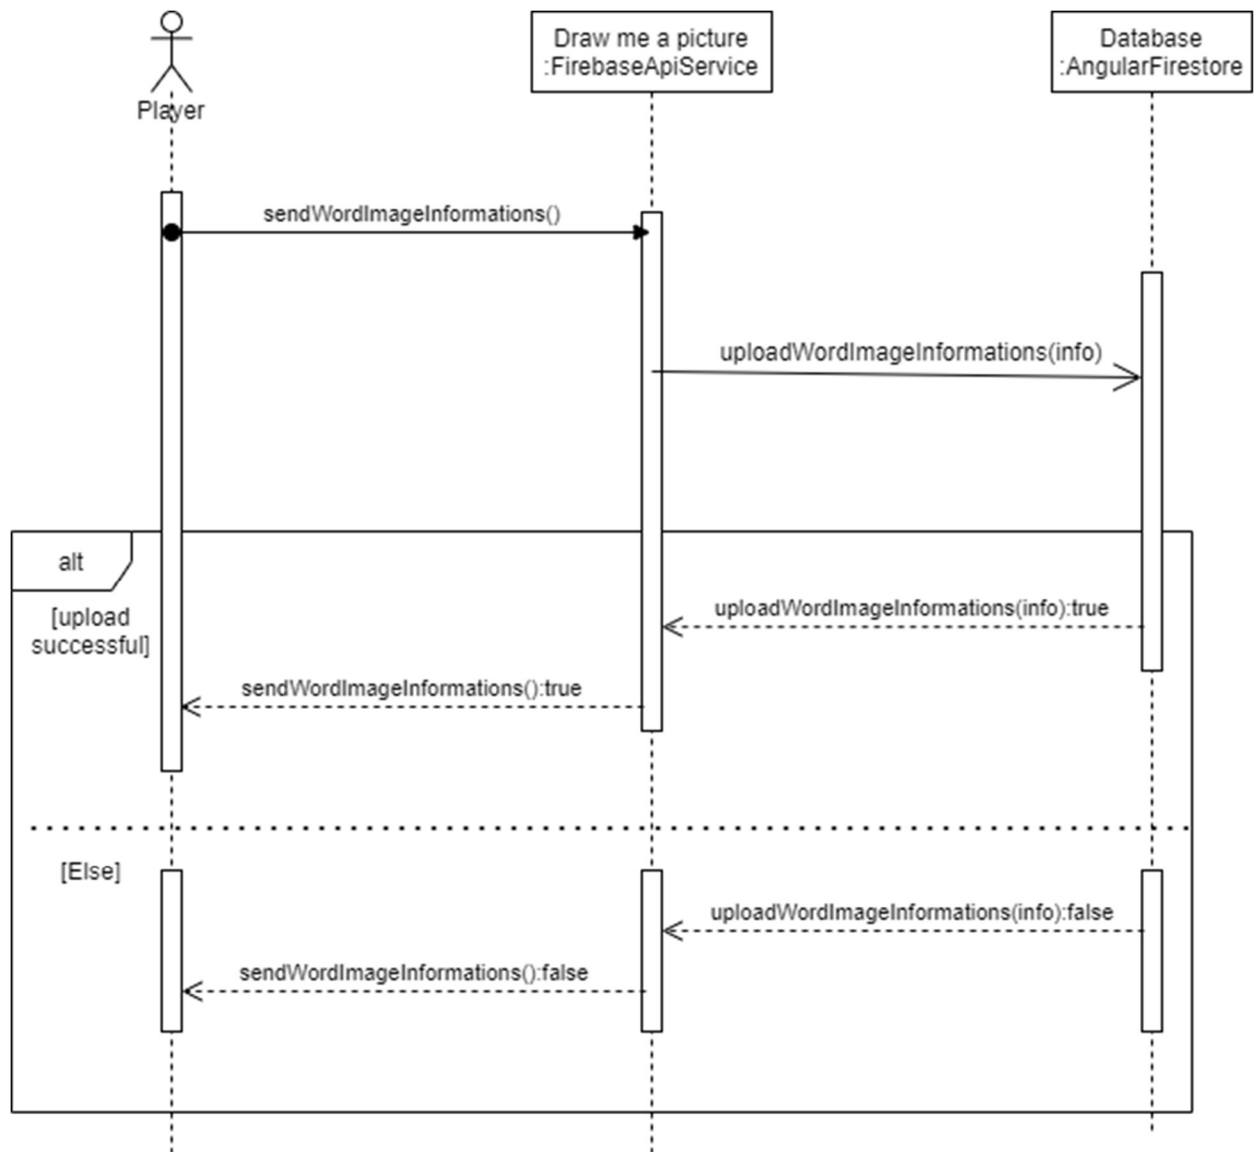 Player
Draw me a picture
:FirebaseApiService
Database
:AngularFirestore
sendWordImageInformations()
uploadWordImageInformations(info)
alt
[upload
successful]
uploadWordImageInformations(info):true
sendWordImageInformations():true
[Else]
uploadWordImageInformations(info):false
sendWordImageInformations():false